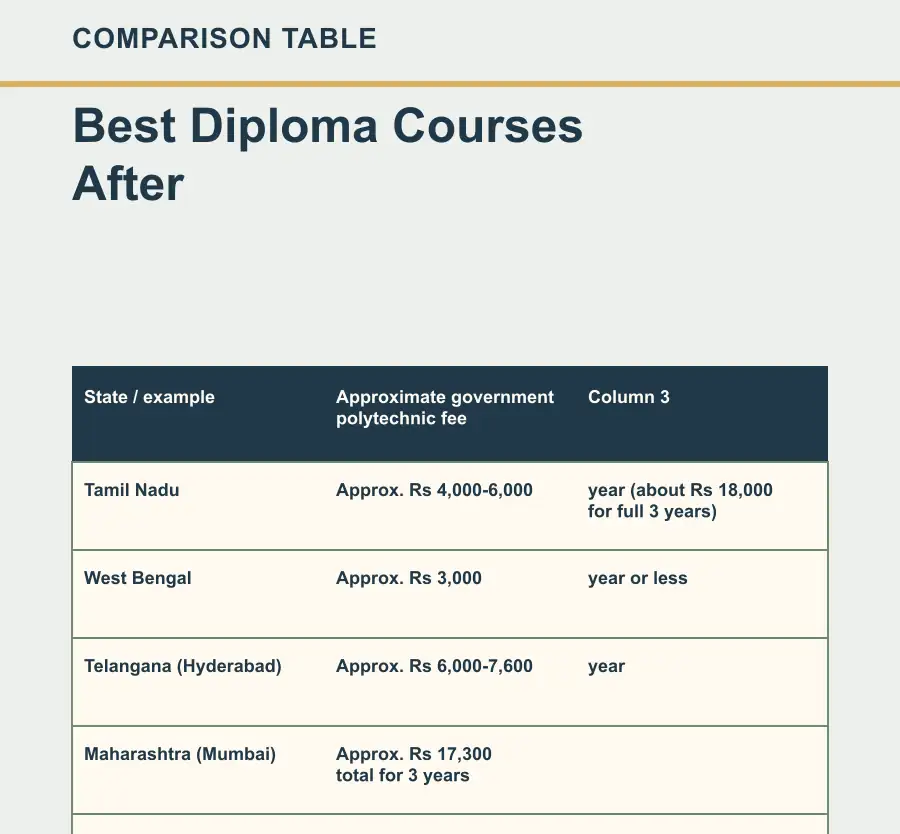 COMPARISON TABLE
Best Diploma Courses
After
State / example
Approximate government
polytechnic fee
Column 3
Tamil Nadu
Approx. Rs 4,000-6,000
year (about Rs 18,000
for full 3 years)
West Bengal
Approx. Rs 3,000
year or less
Telangana (Hyderabad)
Approx. Rs 6,000-7,600
year
Maharashtra (Mumbai)
Approx. Rs 17,300
total for 3 years